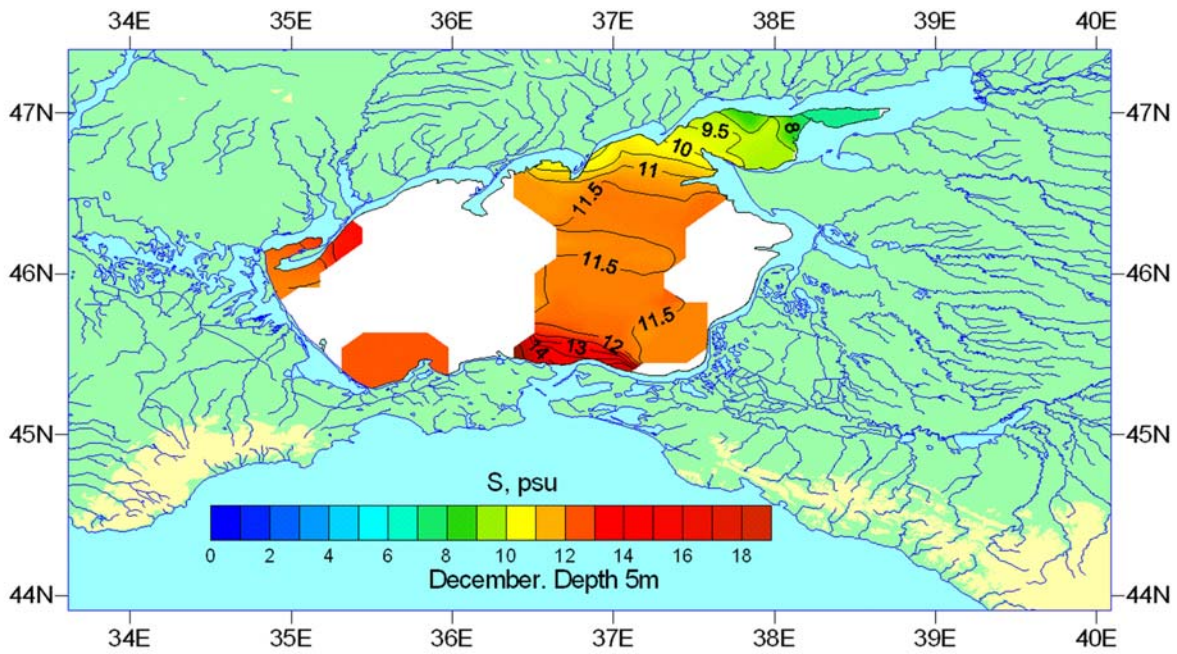 34E 35E 36E 37E 38E 39E 40E
47N 47N
9.5
8
10
11
11.5
46N 46N
11.5
11.5
12
13
14
45N 45N
S, psu
0 2 4 6 8 10 12 14 16 18
December. Depth 5m
44N 44N
34E 35E 36E 37E 38E 39E 40E